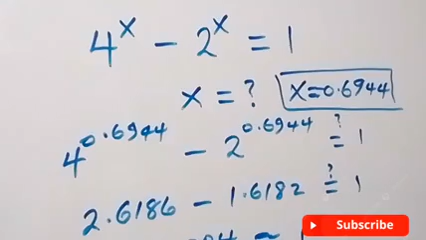 4^x - 2^x = 1
x = ? x=0.6944
4^0.6944 - 2^0.6944 ?= 1
2.6186 - 1.6182 ?= 1
Subscribe